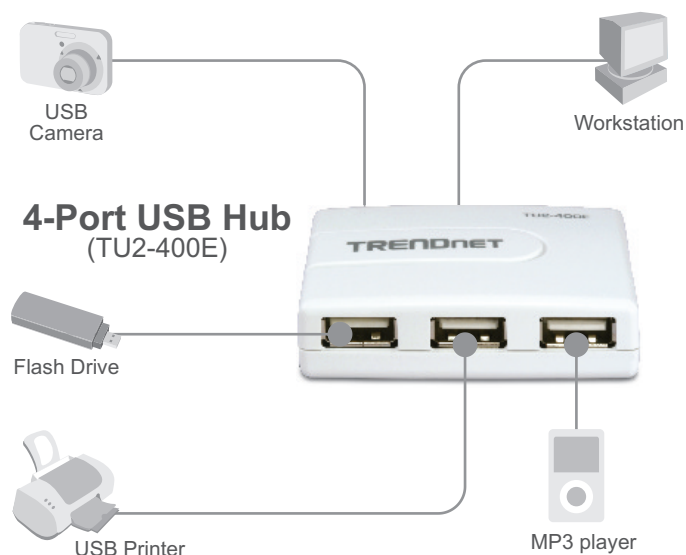 USB
Camera
Workstation
4-Port USB Hub
(TU2-400E)
TU2-400E
TRENDNET
Flash Drive
USB Printer
MP3 player